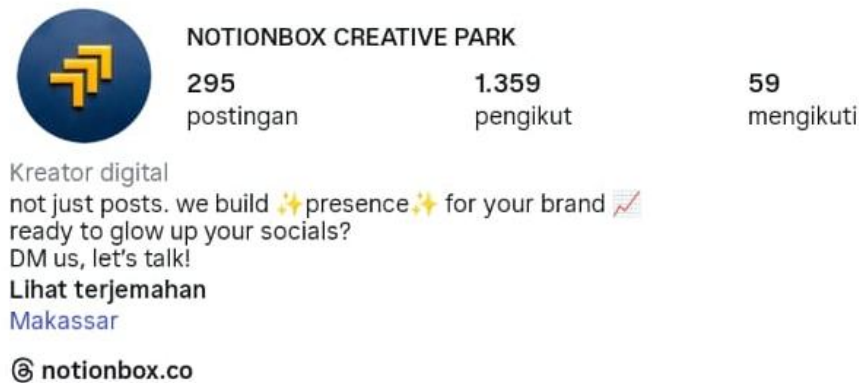 NOTIONBOX CREATIVE PARK
295 1.359 59
postingan pengikut mengikuti
Kreator digital
not just posts. we build ✨presence✨ for your brand 📈
ready to glow up your socials?
DM us, let's talk!
Lihat terjemahan
Makassar
notionbox.co